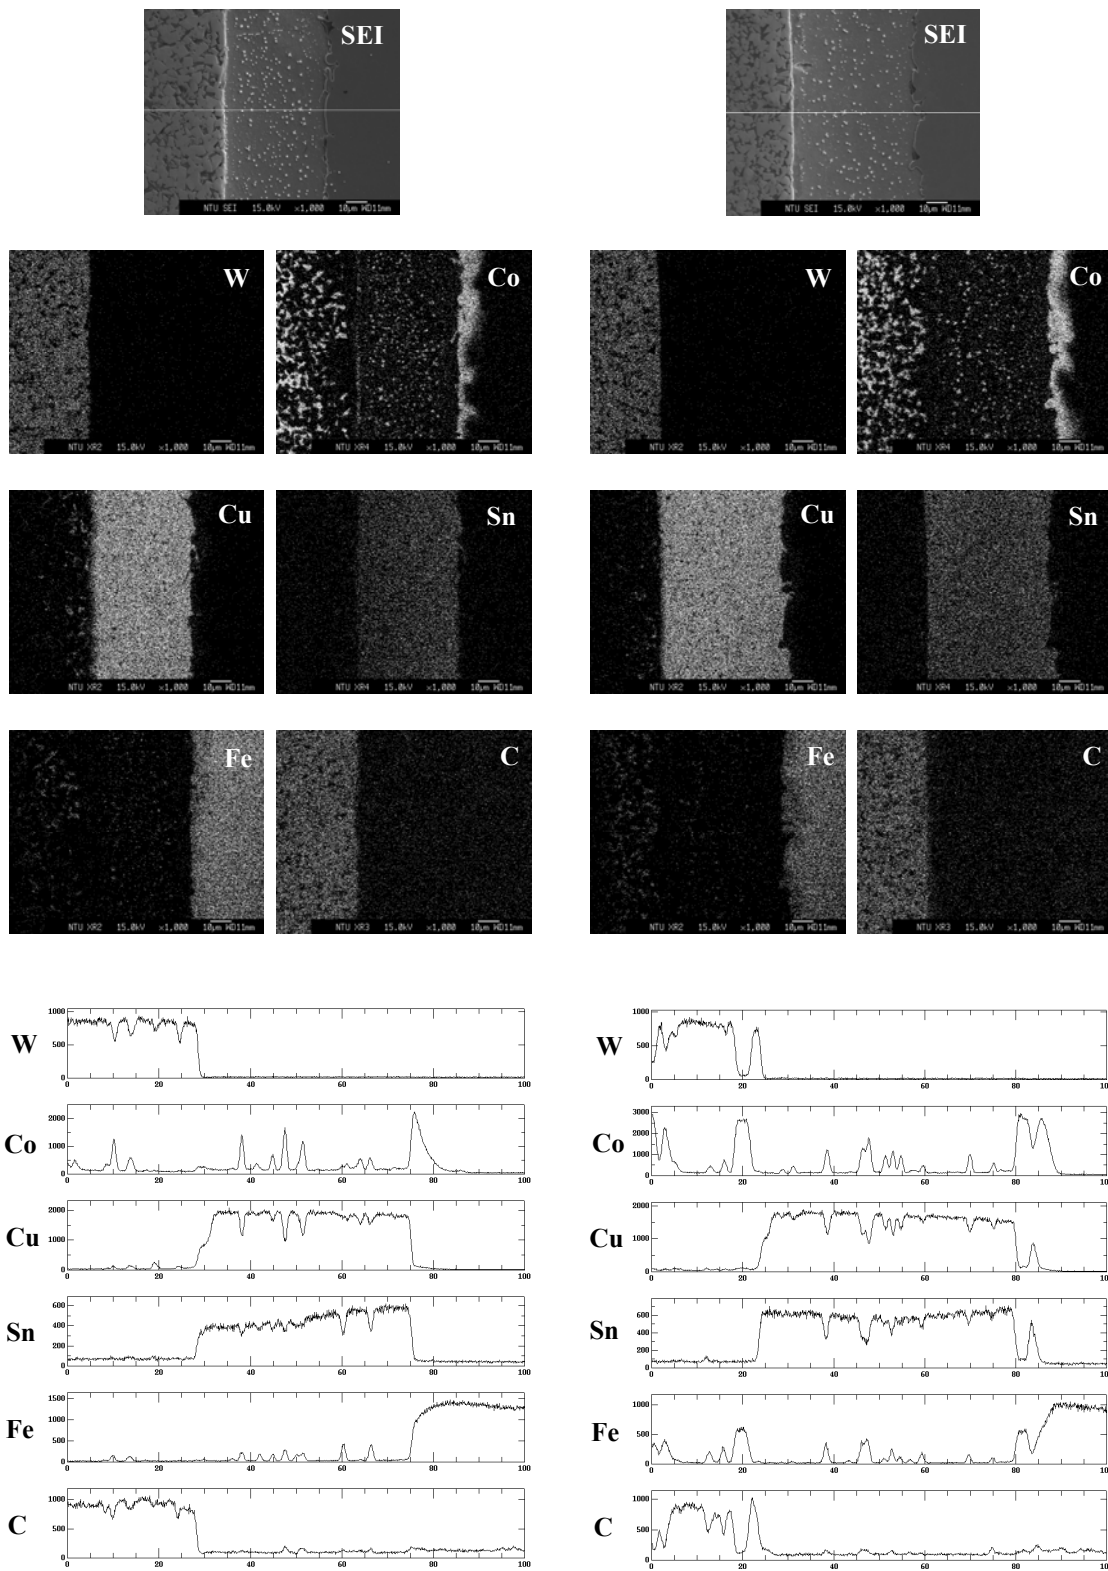 SEI SEI
NTU SEI 15.0kV ×1,000 10µm WD11mm NTU SEI 15.0kV ×1,000 10µm WD11mm
W Co W Co
NTU XR2 15.0kV ×1,000 10µm WD11mm NTU XR4 15.0kV ×1,000 10µm WD11mm NTU XR2 15.0kV ×1,000 10µm WD11mm NTU XR4 15.0kV ×1,000 10µm WD11mm
Cu Sn Cu Sn
NTU XR2 15.0kV ×1,000 10µm WD11mm NTU XR4 15.0kV ×1,000 10µm WD11mm NTU XR2 15.0kV ×1,000 10µm WD11mm NTU XR4 15.0kV ×1,000 10µm WD11mm
Fe C Fe C
NTU XR2 15.0kV ×1,000 10µm WD11mm NTU XR3 15.0kV ×1,000 10µm WD11mm NTU XR2 15.0kV ×1,000 10µm WD11mm NTU XR3 15.0kV ×1,000 10µm WD11mm
1000 1000
W 500 W 500
0 0
0 20 40 60 80 100 0 20 40 60 80 100
2000 3000
Co 1000 Co 2000
1000
0 0
0 20 40 60 80 100 0 20 40 60 80 100
2000 2000
Cu 1000 Cu 1000
0 0
0 20 40 60 80 100 0 20 40 60 80 100
600 600
Sn 400 Sn 400
200 200
0 0
0 20 40 60 80 100 0 20 40 60 80 100
1500 1000
Fe 1000 Fe 500
500
0 0
0 20 40 60 80 100 0 20 40 60 80 100
1000 1000
C 500 C 500
0 0
0 20 40 60 80 100 0 20 40 60 80 100